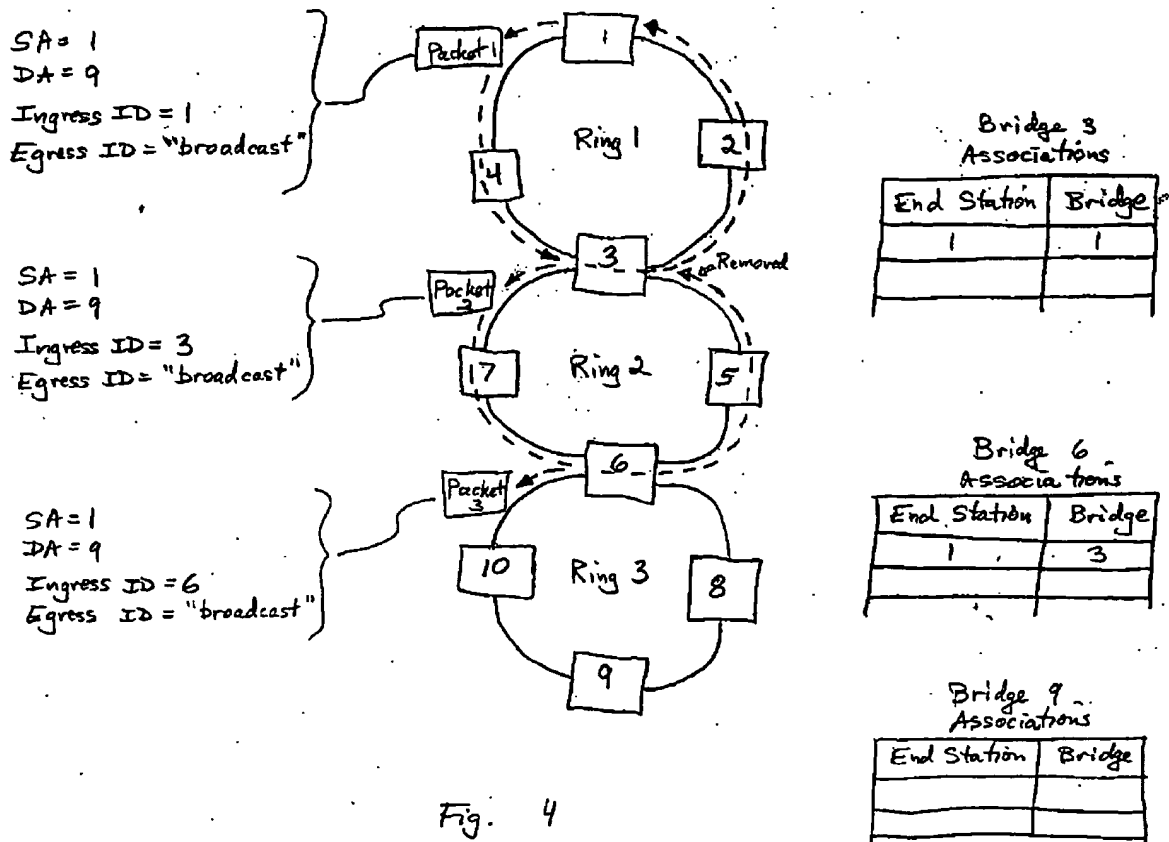 SA = 1
DA = 9
Ingress ID = 1
Egress ID = "broadcast"
Packet 1
1
Ring 1
2
4
3
Removed
Bridge 3
Associations
End Station Bridge
1 1
SA = 1
DA = 9
Ingress ID = 3
Egress ID = "broadcast"
Packet
2
17
Ring 2
5
6
Bridge 6
Associations
End Station Bridge
1 3
SA = 1
DA = 9
Ingress ID = 6
Egress ID = "broadcast"
Packet
3
10
Ring 3
8
9
Bridge 9
Associations
End Station Bridge
Fig. 4